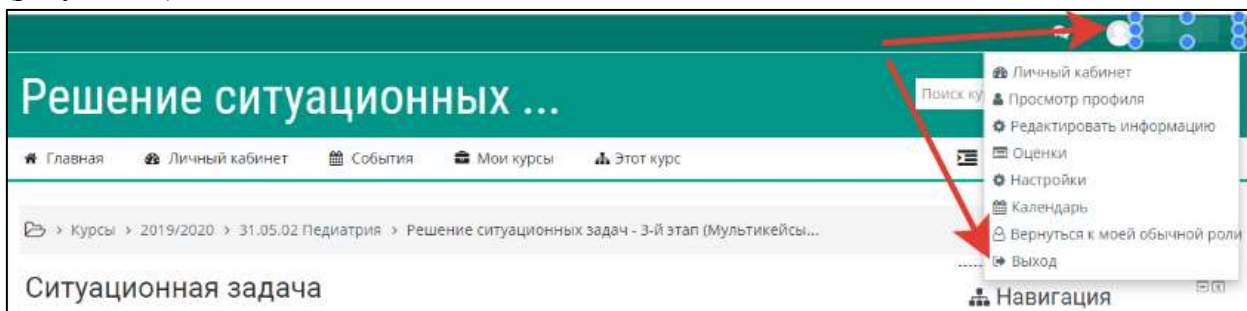 Решение ситуационных ...
Поиск ку
Личный кабинет
Просмотр профиля
Редактировать информацию
Оценки
Настройки
Календарь
Вернуться к моей обычной роли
Выход
Главная Личный кабинет События Мои курсы Этот курс
> Курсы > 2019/2020 > 31.05.02 Педиатрия > Решение ситуационных задач - 3-й этап (Мультикейсы...
Ситуационная задача
Навигация